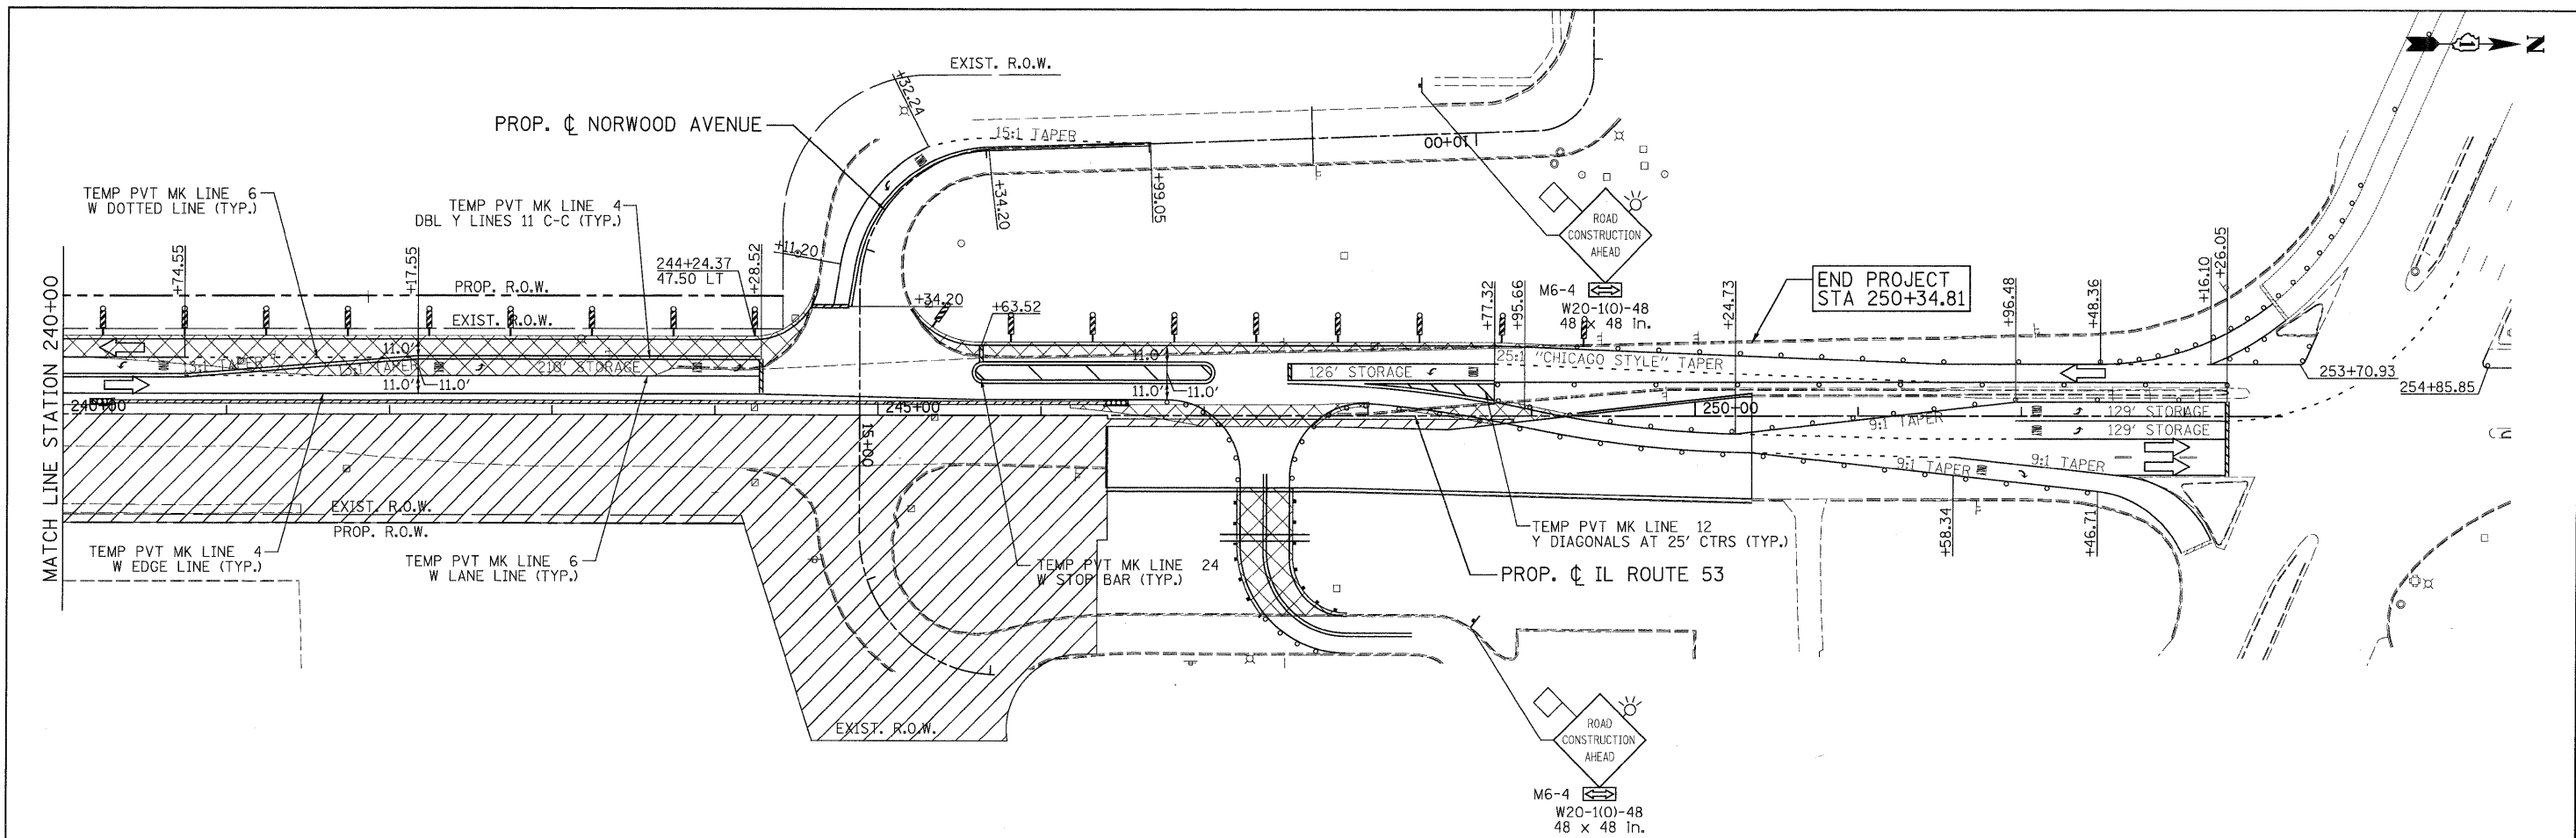 EXIST. R.O.W.
N
+32.24
PROP. ℄ NORWOOD AVENUE
15:1 TAPER
10+00
TEMP PVT MK LINE 6
W DOTTED LINE (TYP.)
TEMP PVT MK LINE 4
DBL Y LINES 11 C-C (TYP.)
+34.20
+99.05
ROAD
CONSTRUCTION
AHEAD
M6-4
W20-1(O)-48
48 x 48 in.
MATCH LINE STATION 240+00
+74.55
+17.55
244+24.37
47.50 LT
+28.52
+11.20
PROP. R.O.W.
EXIST. R.O.W.
+34.20
+63.52
+77.32
+95.66
+24.73
END PROJECT
STA 250+34.81
+96.48
+48.36
+16.10
+26.05
11.0'
15:1 TAPER
210' STORAGE
11.0'
11.0'
11.0'
11.0'
11.0'
25:1 "CHICAGO STYLE" TAPER
126' STORAGE
253+70.93
254+85.85
240+00
245+00
15+00
250+00
9:1 TAPER
129' STORAGE
129' STORAGE
9:1 TAPER
9:1 TAPER
EXIST. R.O.W.
PROP. R.O.W.
TEMP PVT MK LINE 4
W EDGE LINE (TYP.)
TEMP PVT MK LINE 6
W LANE LINE (TYP.)
TEMP PVT MK LINE 24
W STOP BAR (TYP.)
TEMP PVT MK LINE 12
Y DIAGONALS AT 25' CTRS (TYP.)
PROP. ℄ IL ROUTE 53
+58.34
+46.71
EXIST. R.O.W.
ROAD
CONSTRUCTION
AHEAD
M6-4
W20-1(O)-48
48 x 48 in.